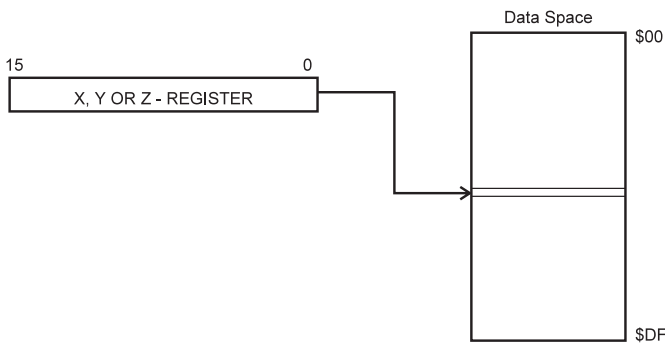 Data Space
$00
15 0
X, Y OR Z - REGISTER
$DF